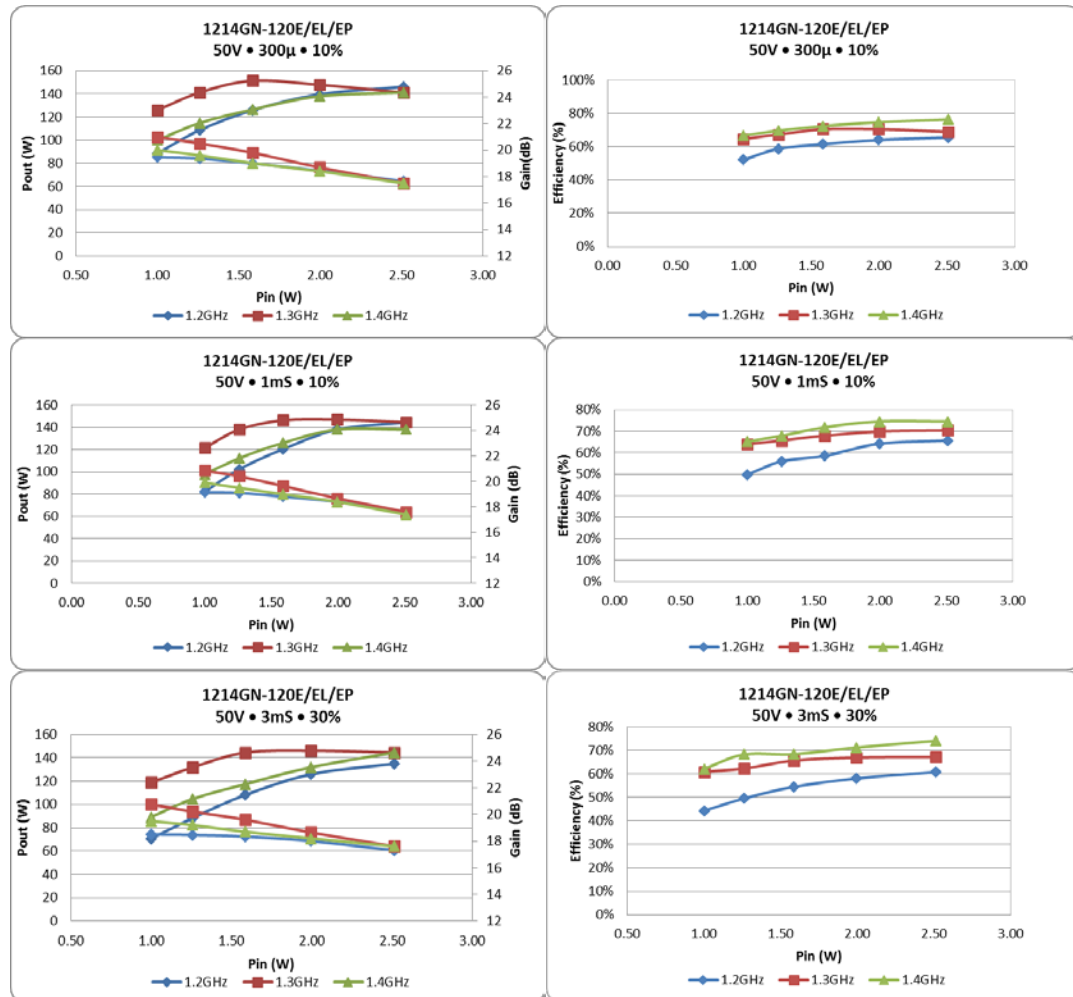 1214GN-120E/EL/EP
50V • 300µ • 10%
160
140
120
100
80
60
40
20
0
Pout (W)
26
24
22
20
18
16
14
12
Gain(dB)
0.50 1.00 1.50 2.00 2.50 3.00
Pin (W)
1.2GHz 1.3GHz 1.4GHz
1214GN-120E/EL/EP
50V • 300µ • 10%
100%
80%
60%
40%
20%
0%
Efficiency (%)
0.00 0.50 1.00 1.50 2.00 2.50 3.00
Pin (W)
1.2GHz 1.3GHz 1.4GHz
1214GN-120E/EL/EP
50V • 1mS • 10%
160
140
120
100
80
60
40
20
0
Pout (W)
26
24
22
20
18
16
14
12
Gain (dB)
0.00 0.50 1.00 1.50 2.00 2.50 3.00
Pin (W)
1.2GHz 1.3GHz 1.4GHz
1214GN-120E/EL/EP
50V • 1mS • 10%
80%
70%
60%
50%
40%
30%
20%
10%
0%
Efficiency (%)
0.00 0.50 1.00 1.50 2.00 2.50 3.00
Pin (W)
1.2GHz 1.3GHz 1.4GHz
1214GN-120E/EL/EP
50V • 3mS • 30%
160
140
120
100
80
60
40
20
0
Pout (W)
26
24
22
20
18
16
14
12
Gain (dB)
0.50 1.00 1.50 2.00 2.50 3.00
Pin (W)
1.2GHz 1.3GHz 1.4GHz
1214GN-120E/EL/EP
50V • 3mS • 30%
80%
70%
60%
50%
40%
30%
20%
10%
0%
Efficiency (%)
0.50 1.00 1.50 2.00 2.50 3.00
Pin (W)
1.2GHz 1.3GHz 1.4GHz